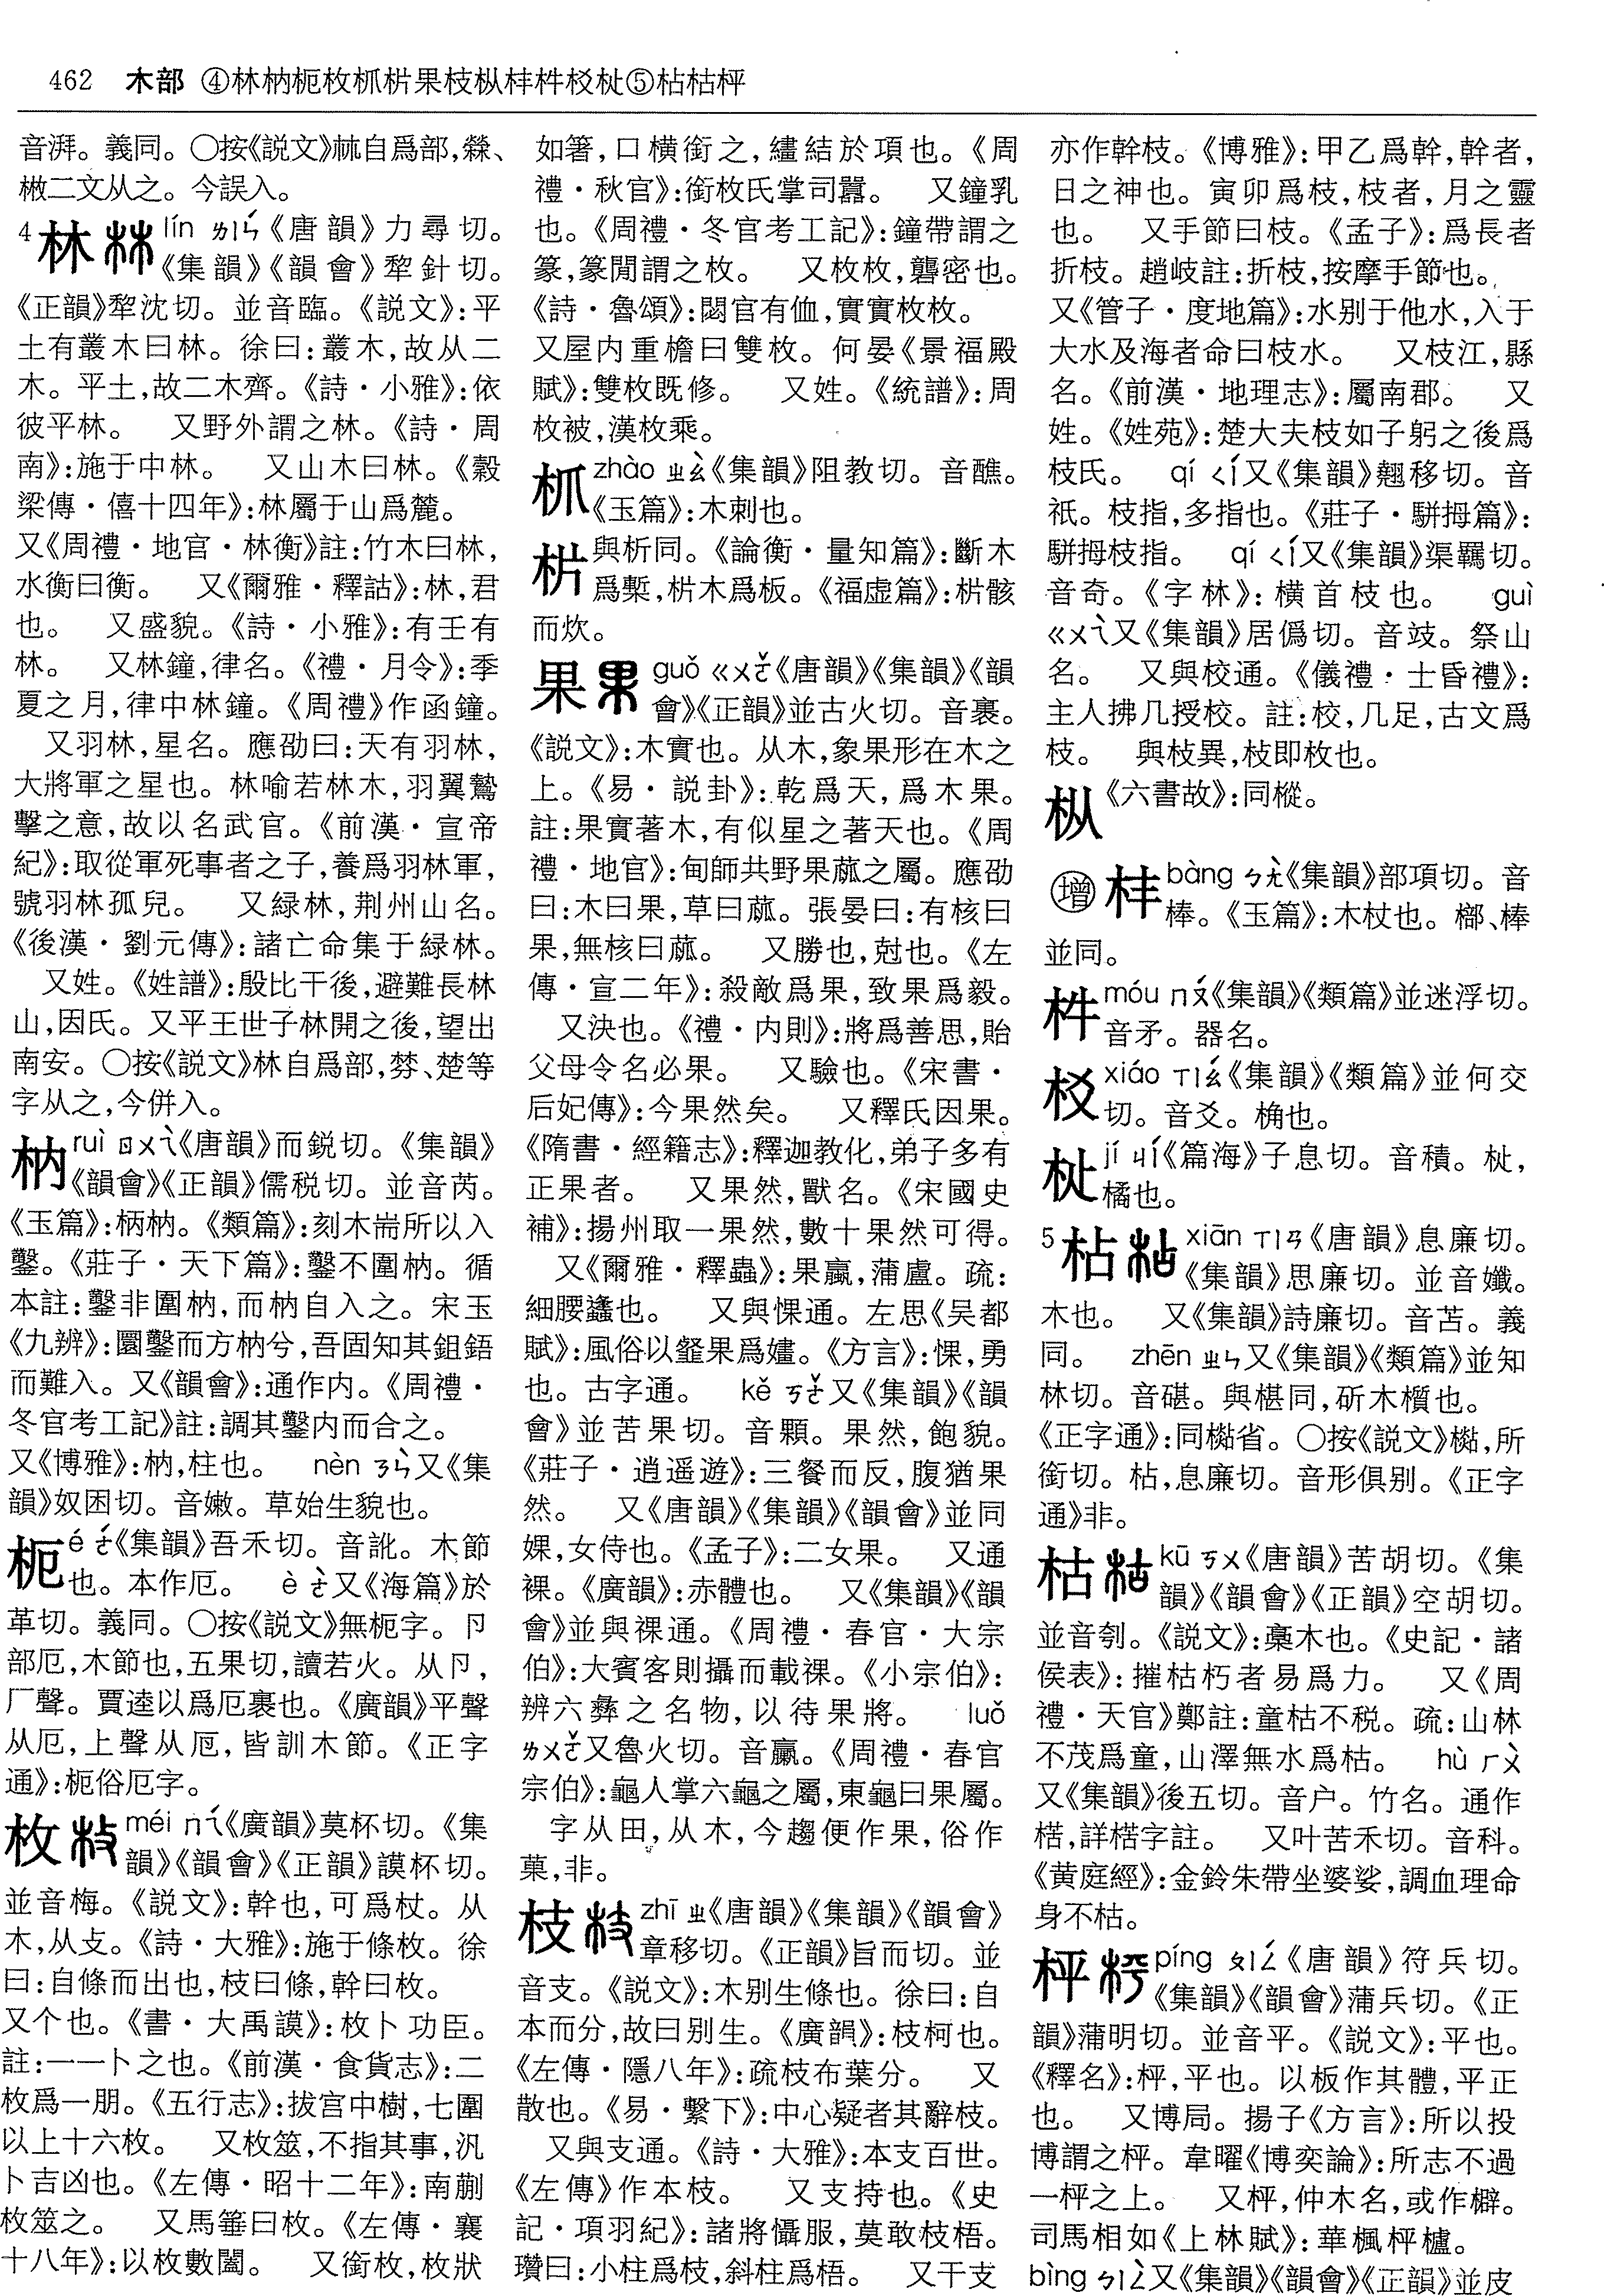 462 木部 ④林枘枙枚枛枿果枝枞柈杵杸杫⑤枮枯枰
音湃。義同。〇按《説文》𣏟自爲部,㯱、
㪔二文从之。今誤入。
4 林 lín ㄌㄧㄣˊ《唐韻》力尋切。
《集韻》《韻會》犂針切。
《正韻》犂沈切。並音臨。《説文》:平
土有叢木曰林。徐曰:叢木,故从二
木。平土,故二木齊。《詩・小雅》:依
彼平林。 又野外謂之林。《詩・周
南》:施于中林。 又山木曰林。《穀
梁傳・僖十四年》:林屬于山爲麓。
又《周禮・地官・林衡》註:竹木曰林,
水衡曰衡。 又《爾雅・釋詁》:林,君
也。 又盛貌。《詩・小雅》:有壬有
林。 又林鐘,律名。《禮・月令》:季
夏之月,律中林鐘。《周禮》作函鐘。
又羽林,星名。應劭曰:天有羽林,
大將軍之星也。林喻若林木,羽翼鷙
擊之意,故以名武官。《前漢・宣帝
紀》:取從軍死事者之子,養爲羽林軍,
號羽林孤兒。 又緑林,荆州山名。
《後漢・劉元傳》:諸亡命集于緑林。
又姓。《姓譜》:殷比干後,避難長林
山,因氏。又平王世子林開之後,望出
南安。〇按《説文》林自爲部,棼、楚等
字从之,今併入。
枘 ruì ㄖㄨㄟˋ《唐韻》而鋭切。《集韻》
《韻會》《正韻》儒税切。並音芮。
《玉篇》:柄枘。《類篇》:刻木耑所以入
鑿。《莊子・天下篇》:鑿不圍枘。循
本註:鑿非圍枘,而枘自入之。宋玉
《九辨》:圜鑿而方枘兮,吾固知其鉏鋙
而難入。又《韻會》:通作内。《周禮・
冬官考工記》註:調其鑿内而合之。
又《博雅》:枘,柱也。 nèn ㄋㄣˋ又《集
韻》奴困切。音嫩。草始生貌也。
枙 é ㄜˊ《集韻》吾禾切。音訛。木節
也。本作厄。 è ㄜˋ又《海篇》於
革切。義同。〇按《説文》無枙字。卪
部厄,木節也,五果切,讀若火。从卪,
厂聲。賈逵以爲厄裹也。《廣韻》平聲
从厄,上聲从㔾,皆訓木節。《正字
通》:枙俗厄字。
枚 méi ㄇㄟˊ《廣韻》莫杯切。《集
韻》《韻會》《正韻》謨杯切。
並音梅。《説文》:幹也,可爲杖。从
木,从攴。《詩・大雅》:施于條枚。徐
曰:自條而出也,枝曰條,幹曰枚。
又个也。《書・大禹謨》:枚卜功臣。
註:一一卜之也。《前漢・食貨志》:二
枚爲一朋。《五行志》:拔宫中樹,七圍
以上十六枚。 又枚筮,不指其事,汎
卜吉凶也。《左傳・昭十二年》:南蒯
枚筮之。 又馬箠曰枚。《左傳・襄
十八年》:以枚數闔。 又銜枚,枚狀
如箸,口横銜之,繣結於項也。《周
禮・秋官》:銜枚氏掌司囂。 又鐘乳
也。《周禮・冬官考工記》:鐘帶謂之
篆,篆閒謂之枚。 又枚枚,礱密也。
《詩・魯頌》:閟官有侐,實實枚枚。
又屋内重檐曰雙枚。何晏《景福殿
賦》:雙枚既修。 又姓。《統譜》:周
枚被,漢枚乘。
枛 zhào ㄓㄠˋ《集韻》阻教切。音醮。
《玉篇》:木刺也。
㭊 與析同。《論衡・量知篇》:斷木
爲槧,㭊木爲板。《福虚篇》:㭊骸
而炊。
果 guǒ ㄍㄨㄛˇ《唐韻》《集韻》《韻
會》《正韻》並古火切。音裹。
《説文》:木實也。从木,象果形在木之
上。《易・説卦》:乾爲天,爲木果。
註:果實著木,有似星之著天也。《周
禮・地官》:甸師共野果蓏之屬。應劭
曰:木曰果,草曰蓏。張晏曰:有核曰
果,無核曰蓏。 又勝也,尅也。《左
傳・宣二年》:殺敵爲果,致果爲毅。
又決也。《禮・内則》:將爲善思,貽
父母令名必果。 又驗也。《宋書・
后妃傳》:今果然矣。 又釋氏因果。
《隋書・經籍志》:釋迦教化,弟子多有
正果者。 又果然,獸名。《宋國史
補》:揚州取一果然,數十果然可得。
又《爾雅・釋蟲》:果蠃,蒲盧。疏:
細腰蠭也。 又與惈通。左思《吴都
賦》:風俗以韰果爲嫿。《方言》:惈,勇
也。古字通。 kě ㄎㄜˇ又《集韻》《韻
會》並苦果切。音顆。果然,飽貌。
《莊子・逍遥遊》:三餐而反,腹猶果
然。 又《唐韻》《集韻》《韻會》並同
婐,女侍也。《孟子》:二女果。 又通
裸。《廣韻》:赤體也。 又《集韻》《韻
會》並與祼通。《周禮・春官・大宗
伯》:大賓客則攝而載祼。《小宗伯》:
辨六彝之名物,以待果將。 luǒ
ㄌㄨㄛˇ又魯火切。音臝。《周禮・春官
宗伯》:龜人掌六龜之屬,東龜曰果屬。
字从田,从木,今趨便作果,俗作
菓,非。
枝 zhī ㄓ《唐韻》《集韻》《韻會》
章移切。《正韻》旨而切。並
音支。《説文》:木别生條也。徐曰:自
本而分,故曰别生。《廣韻》:枝柯也。
《左傳・隱八年》:疏枝布葉分。 又
散也。《易・繫下》:中心疑者其辭枝。
又與支通。《詩・大雅》:本支百世。
《左傳》作本枝。 又支持也。《史
記・項羽紀》:諸將慴服,莫敢枝梧。
瓚曰:小柱爲枝,斜柱爲梧。 又干支
亦作幹枝。《博雅》:甲乙爲幹,幹者,
日之神也。寅卯爲枝,枝者,月之靈
也。 又手節曰枝。《孟子》:爲長者
折枝。趙岐註:折枝,按摩手節也。
又《管子・度地篇》:水别于他水,入于
大水及海者命曰枝水。 又枝江,縣
名。《前漢・地理志》:屬南郡。 又
姓。《姓苑》:楚大夫枝如子躬之後爲
枝氏。 qí ㄑㄧˊ又《集韻》翹移切。音
祇。枝指,多指也。《莊子・駢拇篇》:
駢拇枝指。 qí ㄑㄧˊ又《集韻》渠羈切。
音奇。《字林》:横首枝也。 guì
ㄍㄨㄟˋ又《集韻》居僞切。音攱。祭山
名。 又與校通。《儀禮・士昏禮》:
主人拂几授校。註:校,几足,古文爲
枝。 與枝異,枝即枚也。
枞 《六書故》:同樅。
增 㭋 bàng ㄅㄤˋ《集韻》部項切。音
棒。《玉篇》:木杖也。㮄、棒
並同。
móu ㄇㄡˊ《集韻》《類篇》並迷浮切。
音矛。器名。
xiáo ㄒㄧㄠˊ《集韻》《類篇》並何交
切。音爻。桷也。
杫 jí ㄐㄧˊ《篇海》子息切。音積。杫,
橘也。
5 枮 xiān ㄒㄧㄢ《唐韻》息廉切。
《集韻》思廉切。並音孅。
木也。 又《集韻》詩廉切。音苫。義
同。 zhēn ㄓㄣ又《集韻》《類篇》並知
林切。音碪。與椹同,斫木櫍也。
《正字通》:同檆省。〇按《説文》檆,所
銜切。枮,息廉切。音形俱别。《正字
通》非。
枯 kū ㄎㄨ《唐韻》苦胡切。《集
韻》《韻會》《正韻》空胡切。
並音刳。《説文》:槀木也。《史記・諸
侯表》:摧枯朽者易爲力。 又《周
禮・天官》鄭註:童枯不税。疏:山林
不茂爲童,山澤無水爲枯。 hù ㄏㄨˋ
又《集韻》後五切。音户。竹名。通作
楛,詳楛字註。 又叶苦禾切。音科。
《黄庭經》:金鈴朱帶坐婆娑,調血理命
身不枯。
枰 píng ㄆㄧㄥˊ《唐韻》符兵切。
《集韻》《韻會》蒲兵切。《正
韻》蒲明切。並音平。《説文》:平也。
《釋名》:枰,平也。以板作其體,平正
也。 又博局。揚子《方言》:所以投
博謂之枰。韋曜《博奕論》:所志不過
一枰之上。 又枰,仲木名,或作櫇。
司馬相如《上林賦》:華楓枰櫨。
bìng ㄅㄧㄥˋ又《集韻》《韻會》《正韻》並皮